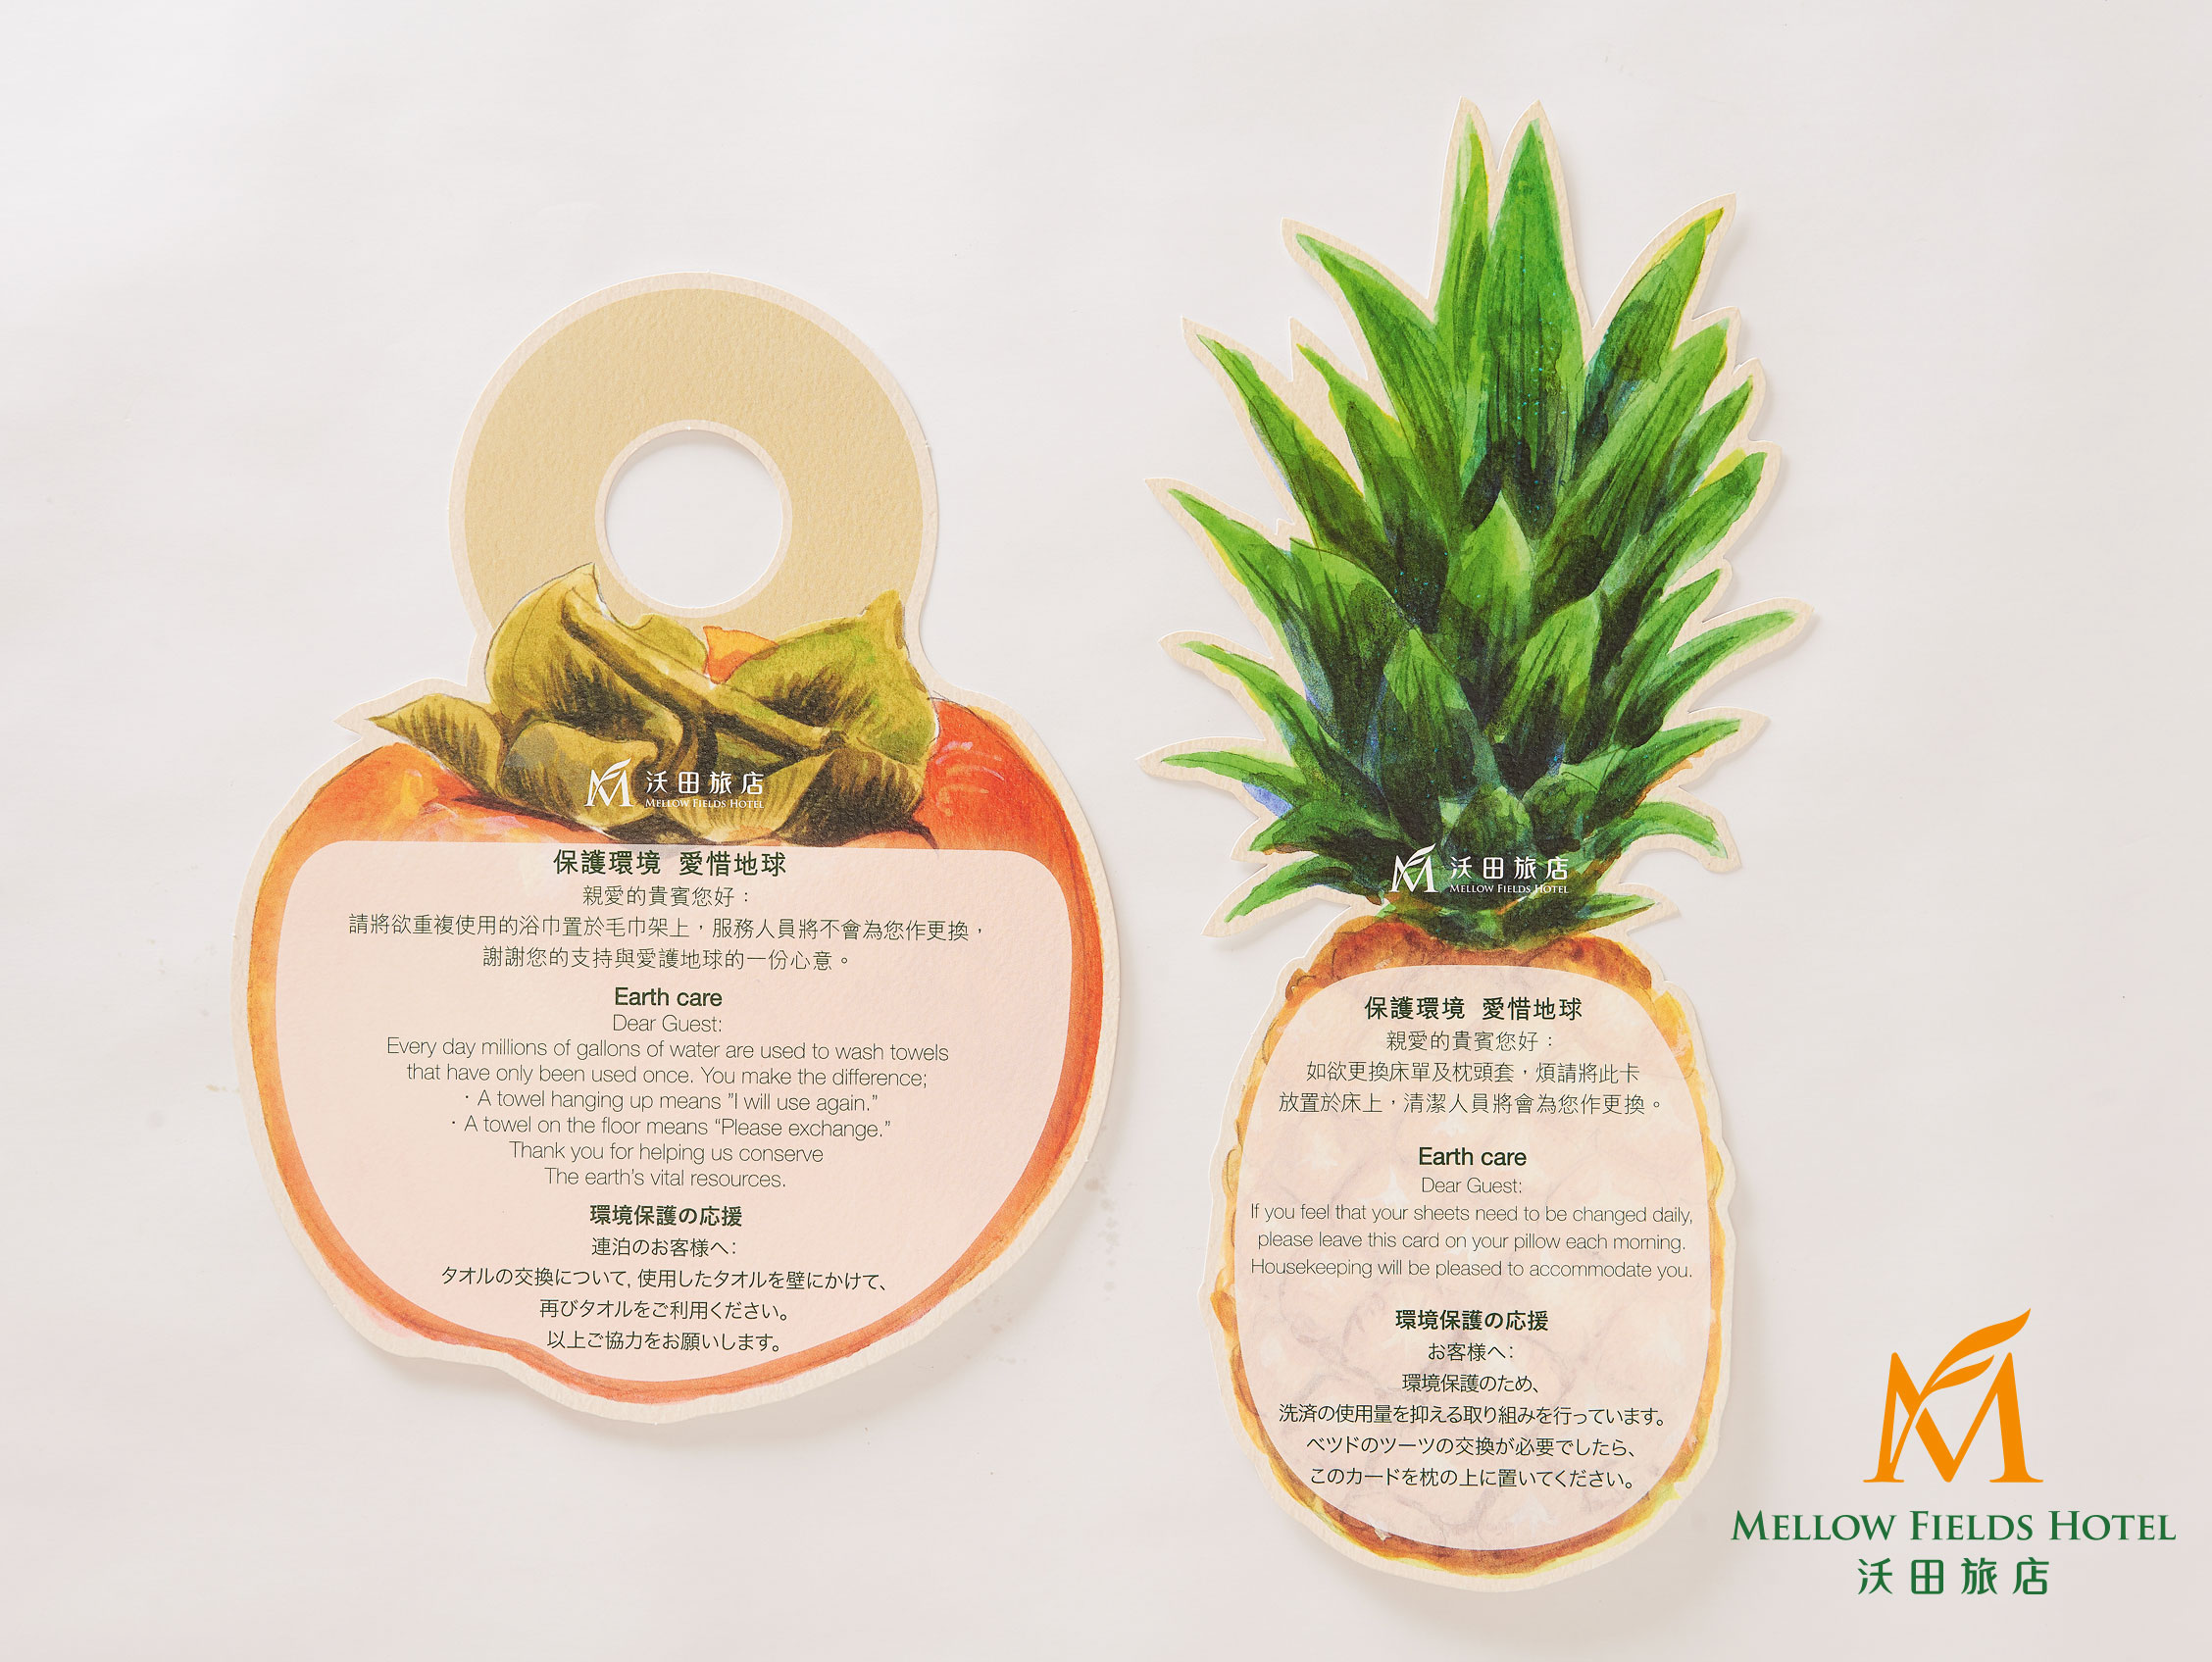 沃田旅店
MELLOW FIELDS HOTEL
保護環境 愛惜地球
親愛的貴賓您好：
請將欲重複使用的浴巾置於毛巾架上，服務人員將不會為您作更換，
謝謝您的支持與愛護地球的一份心意。
Earth care
Dear Guest:
Every day millions of gallons of water are used to wash towels
that have only been used once. You make the difference;
・A towel hanging up means ”I will use again.”
・A towel on the floor means “Please exchange.”
Thank you for helping us conserve
The earth’s vital resources.
環境保護の応援
連泊のお客様へ：
タオルの交換について, 使用したタオルを壁にかけて、
再びタオルをご利用ください。
以上ご協力をお願いします。
沃田旅店
MELLOW FIELDS HOTEL
保護環境 愛惜地球
親愛的貴賓您好：
如欲更換床單及枕頭套，煩請將此卡
放置於床上，清潔人員將會為您作更換。
Earth care
Dear Guest:
If you feel that your sheets need to be changed daily,
please leave this card on your pillow each morning.
Housekeeping will be pleased to accommodate you.
環境保護の応援
お客様へ：
環境保護のため、
洗済の使用量を抑える取り組みを行っています。
ベツドのツーツの交換が必要でしたら、
このカードを枕の上に置いてください。
MELLOW FIELDS HOTEL
沃田旅店